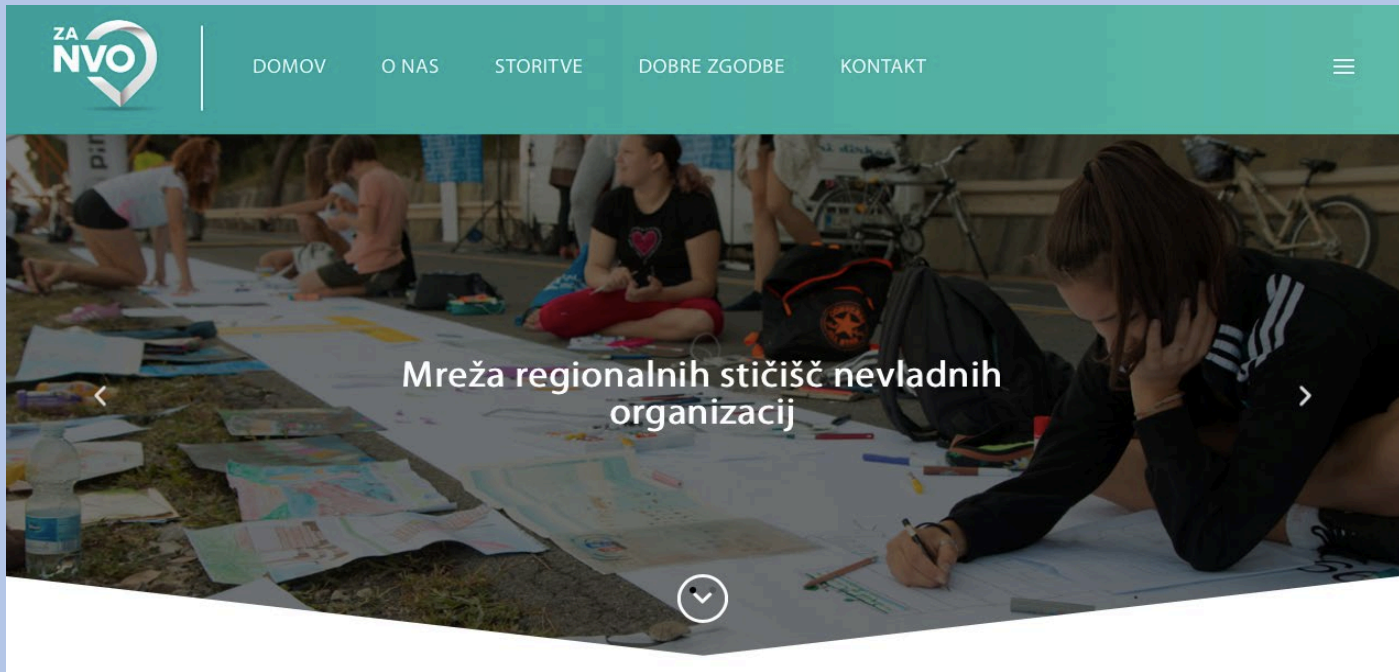 ZA
NVO
DOMOV O NAS STORITVE DOBRE ZGODBE KONTAKT
Mreža regionalnih stičišč nevladnih
organizacij